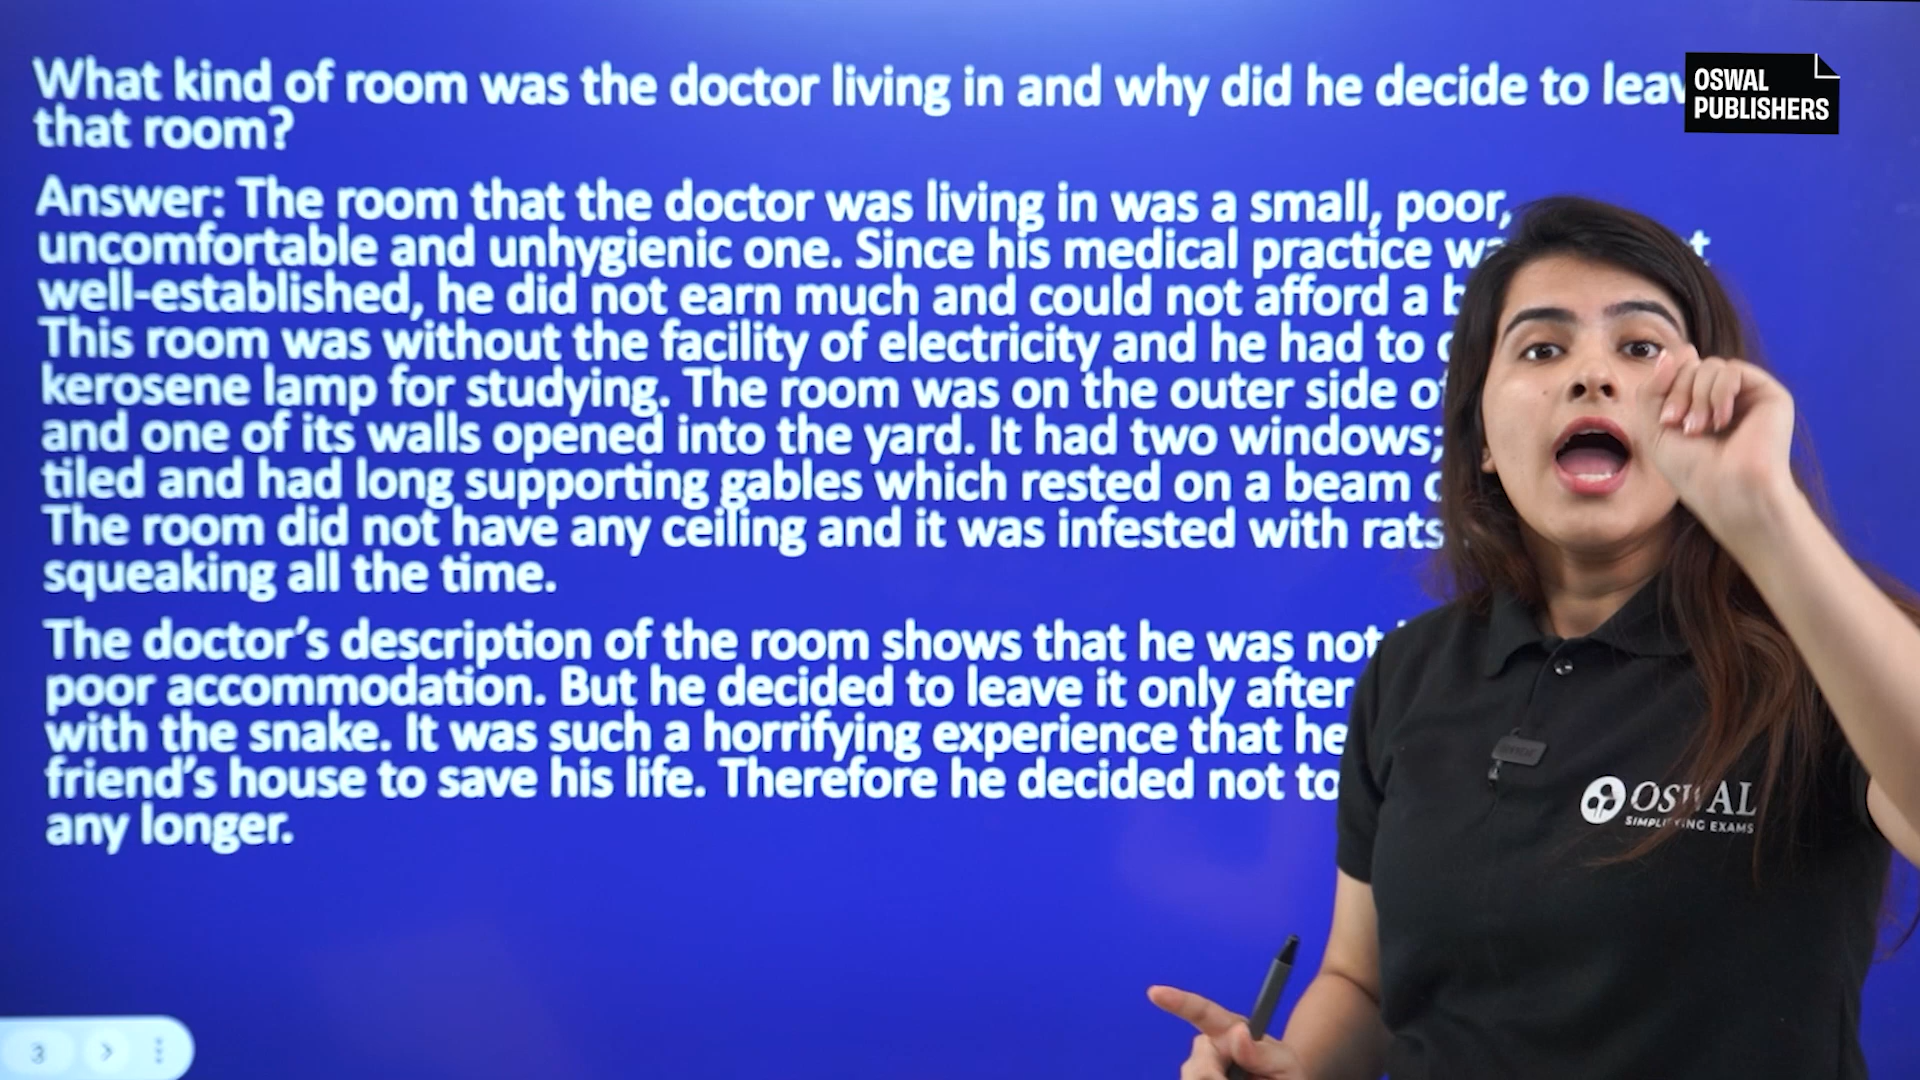 What kind of room was the doctor living in and why did he decide to
that room?
OSWAL
PUBLISHERS
Answer: The room that the doctor was living in was a small, poor,
uncomfortable and unhygienic one. Since his medical practice
well-established, he did not earn much and could not afford a
This room was without the facility of electricity and he had to
kerosene lamp for studying. The room was on the outer side
and one of its walls opened into the yard. It had two windows;
tiled and had long supporting gables which rested on a beam
The room did not have any ceiling and it was infested with rats
squeaking all the time.
The doctor's description of the room shows that he was not
poor accommodation. But he decided to leave it only after
with the snake. It was such a horrifying experience that he
friend's house to save his life. Therefore he decided not to
any longer.
OSWAL
SIMPLIFYING EXAMS
3